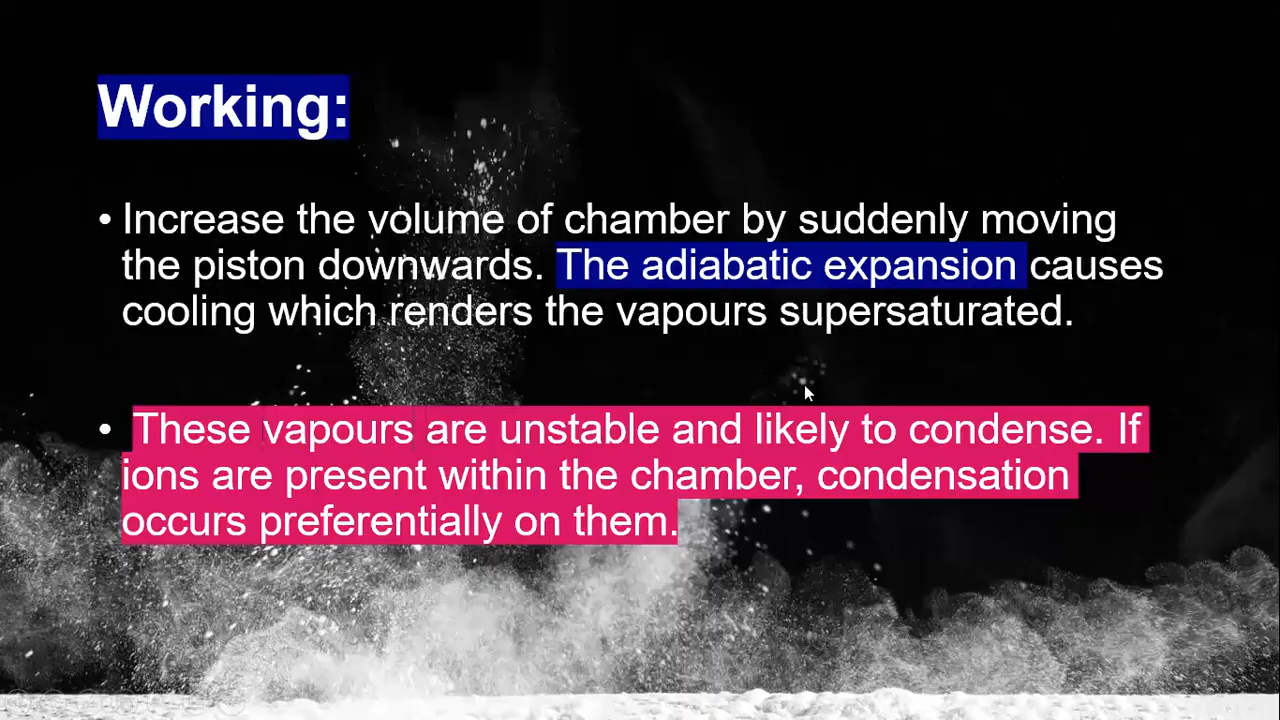 Working:
• Increase the volume of chamber by suddenly moving
the piston downwards. The adiabatic expansion causes
cooling which renders the vapours supersaturated.
• These vapours are unstable and likely to condense. If
ions are present within the chamber, condensation
occurs preferentially on them.